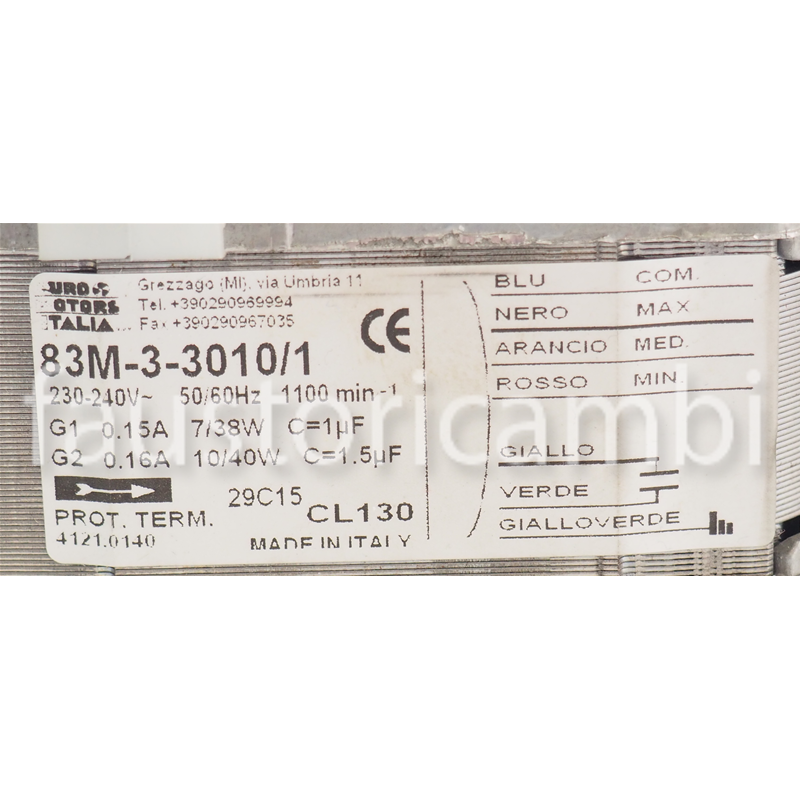 EURO
MOTORS
ITALIA
Grezzago (MI), via Umbria 11
Tel. +390290969994
Fax +390290967035
CE
83M-3-3010/1
230-240V~ 50/60Hz 1100 min-1
G1 0.15A 7/38W C=1µF
G2 0.16A 10/40W C=1.5µF
29C15
PROT. TERM. CL130
4121.0140 MADE IN ITALY
BLU COM.
NERO MAX
ARANCIO MED.
ROSSO MIN.
GIALLO
VERDE
GIALLOVERDE
faustoricambi